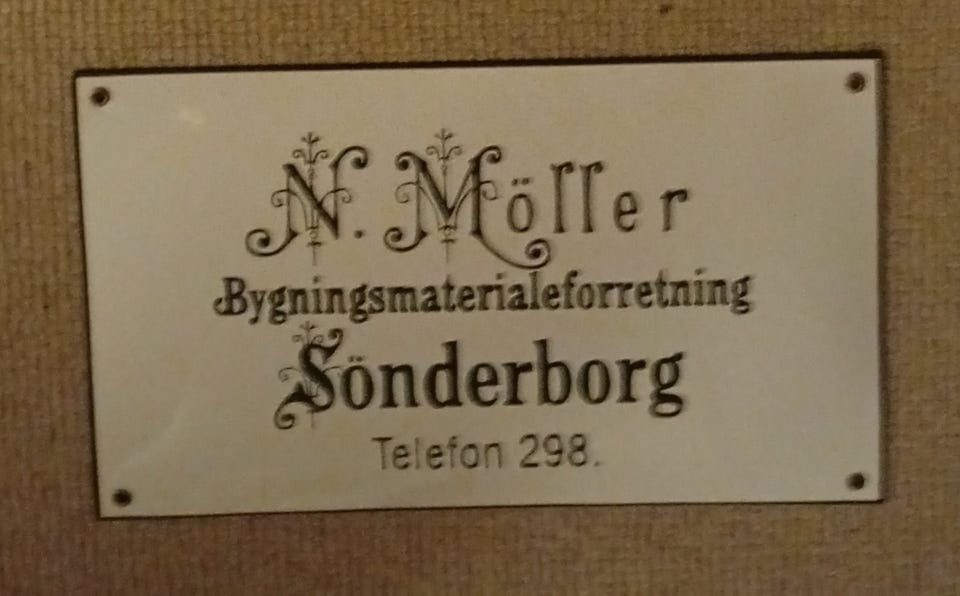 N. Möller
Bygningsmaterialeforretning
Sönderborg
Telefon 298.